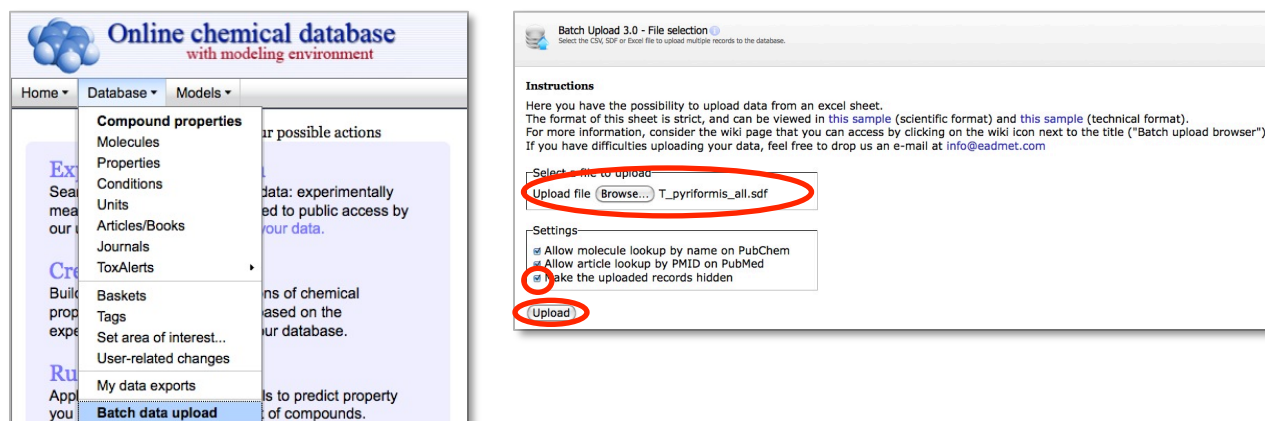 Online chemical database
with modeling environment
Home ▾ Database ▾ Models ▾
Compound properties
Molecules
Properties
Conditions
Units
Articles/Books
Journals
ToxAlerts
Baskets
Tags
Set area of interest...
User-related changes
My data exports
Batch data upload
possible actions
Sea data: experimentally
mea ed to public access by
our your data.
Cre
Buil ns of chemical
prop ased on the
expe ur database.
Ru
App ls to predict property
you of compounds.
Batch Upload 3.0 - File selection
Select the CSV, SDF or Excel file to upload multiple records to the database.
Instructions
Here you have the possibility to upload data from an excel sheet.
The format of this sheet is strict, and can be viewed in this sample (scientific format) and this sample (technical format).
For more information, consider the wiki page that you can access by clicking on the wiki icon next to the title ("Batch upload browser")
If you have difficulties uploading your data, feel free to drop us an e-mail at info@eadmet.com
Select a file to upload
Upload file Browse... T_pyriformis_all.sdf
Settings
Allow molecule lookup by name on PubChem
Allow article lookup by PMID on PubMed
Make the uploaded records hidden
Upload